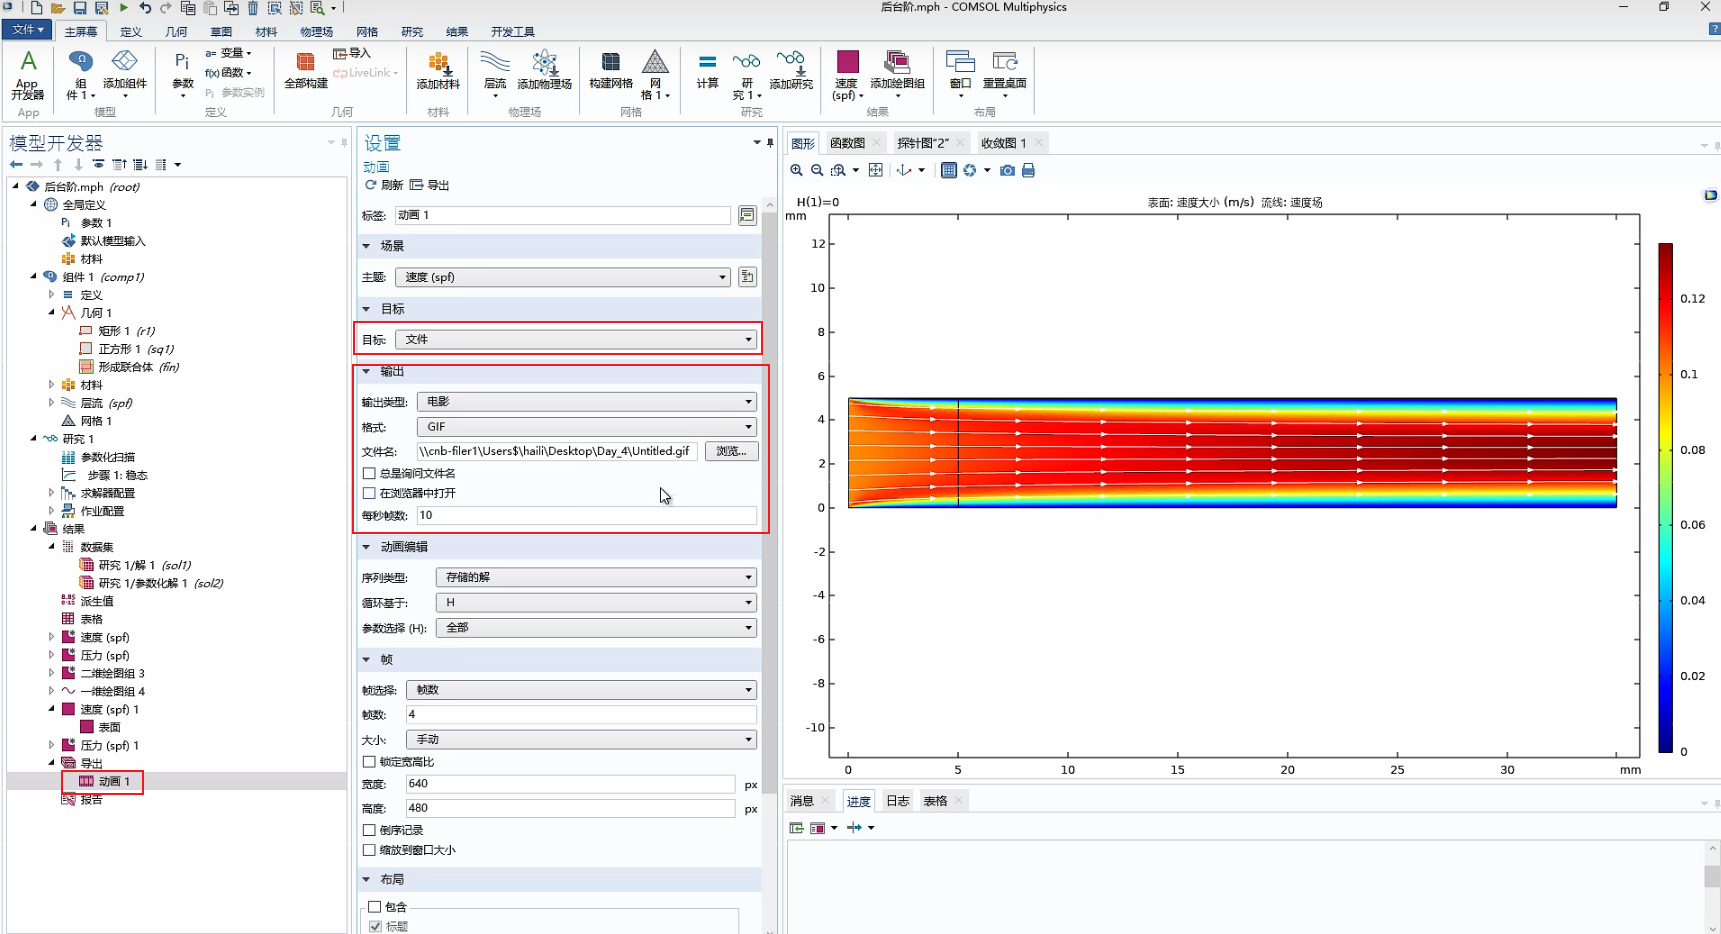 后台阶.mph - COMSOL Multiphysics
文件 主屏幕 定义 几何 草图 材料 物理场 网格 研究 结果 开发工具
A
App
开发器
App
组
件 1
添加组件
模型
Pi
参数
a= 变量
f(x) 函数
Pi 参数实例
定义
全部构建
导入
LiveLink
几何
添加材料
材料
层流
添加物理场
物理场
构建网格
网
格 1
网格
计算
研
究 1
添加研究
研究
速度
(spf)
添加绘图组
结果
窗口
重置桌面
布局
模型开发器
后台阶.mph (root)
全局定义
Pi 参数 1
默认模型输入
材料
组件 1 (comp1)
定义
几何 1
矩形 1 (r1)
正方形 1 (sq1)
形成联合体 (fin)
材料
层流 (spf)
网格 1
研究 1
参数化扫描
步骤 1: 稳态
求解器配置
作业配置
结果
数据集
研究 1/解 1 (sol1)
研究 1/参数化解 1 (sol2)
8.85
e-12
派生值
表格
速度 (spf)
压力 (spf)
二维绘图组 3
一维绘图组 4
速度 (spf) 1
表面
压力 (spf) 1
导出
动画 1
报告
设置
动画
刷新 导出
标签: 动画 1
场景
主题: 速度 (spf)
目标
目标: 文件
输出
输出类型: 电影
格式: GIF
文件名: \\cnb-filer1\Users$\haili\Desktop\Day_4\Untitled.gif 浏览...
总是询问文件名
在浏览器中打开
每秒帧数: 10
动画编辑
序列类型: 存储的解
循环基于: H
参数选择 (H): 全部
帧
帧选择: 帧数
帧数: 4
大小: 手动
锁定宽高比
宽度: 640 px
高度: 480 px
倒序记录
缩放到窗口大小
布局
包含
标题
图形 函数图 探针图“2” 收敛图 1
H(1)=0 表面: 速度大小 (m/s) 流线: 速度场
mm
12
10
8
6
4
2
0
-2
-4
-6
-8
-10
0 5 10 15 20 25 30 mm
0.12
0.1
0.08
0.06
0.04
0.02
0
消息 进度 日志 表格